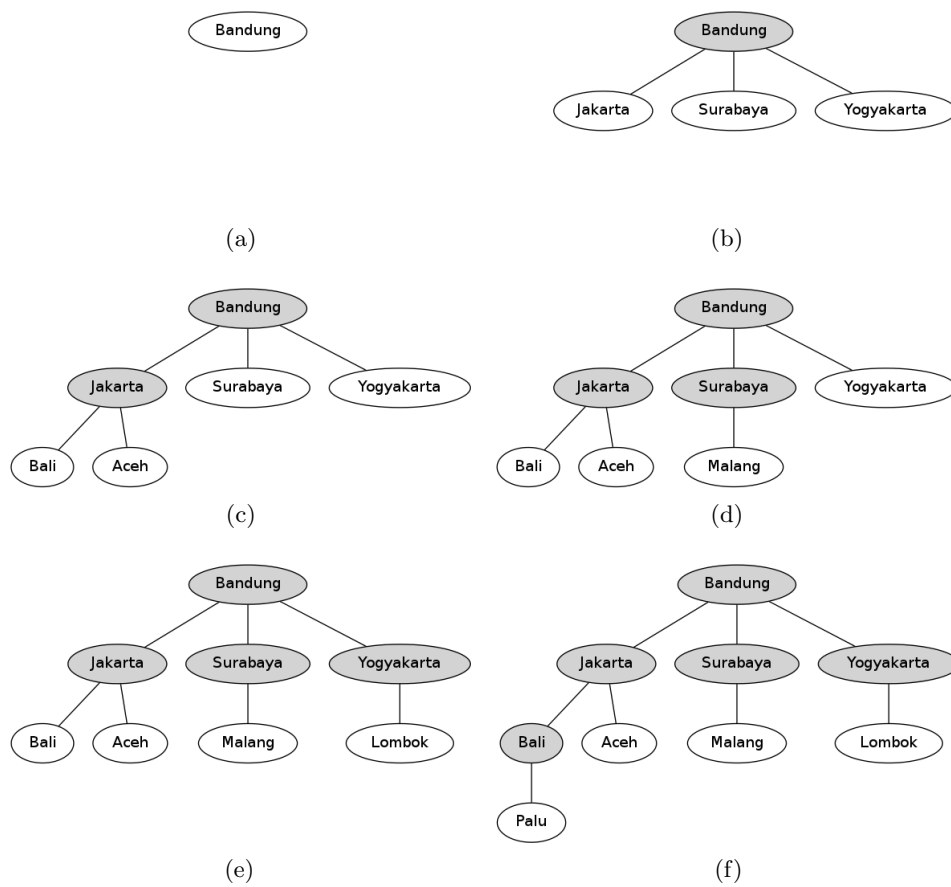 Bandung
Bandung
Jakarta Surabaya Yogyakarta
(a) (b)
Bandung Bandung
Jakarta Surabaya Yogyakarta Jakarta Surabaya Yogyakarta
Bali Aceh Bali Aceh Malang
(c) (d)
Bandung Bandung
Jakarta Surabaya Yogyakarta Jakarta Surabaya Yogyakarta
Bali Aceh Malang Lombok Bali Aceh Malang Lombok
Palu
(e) (f)